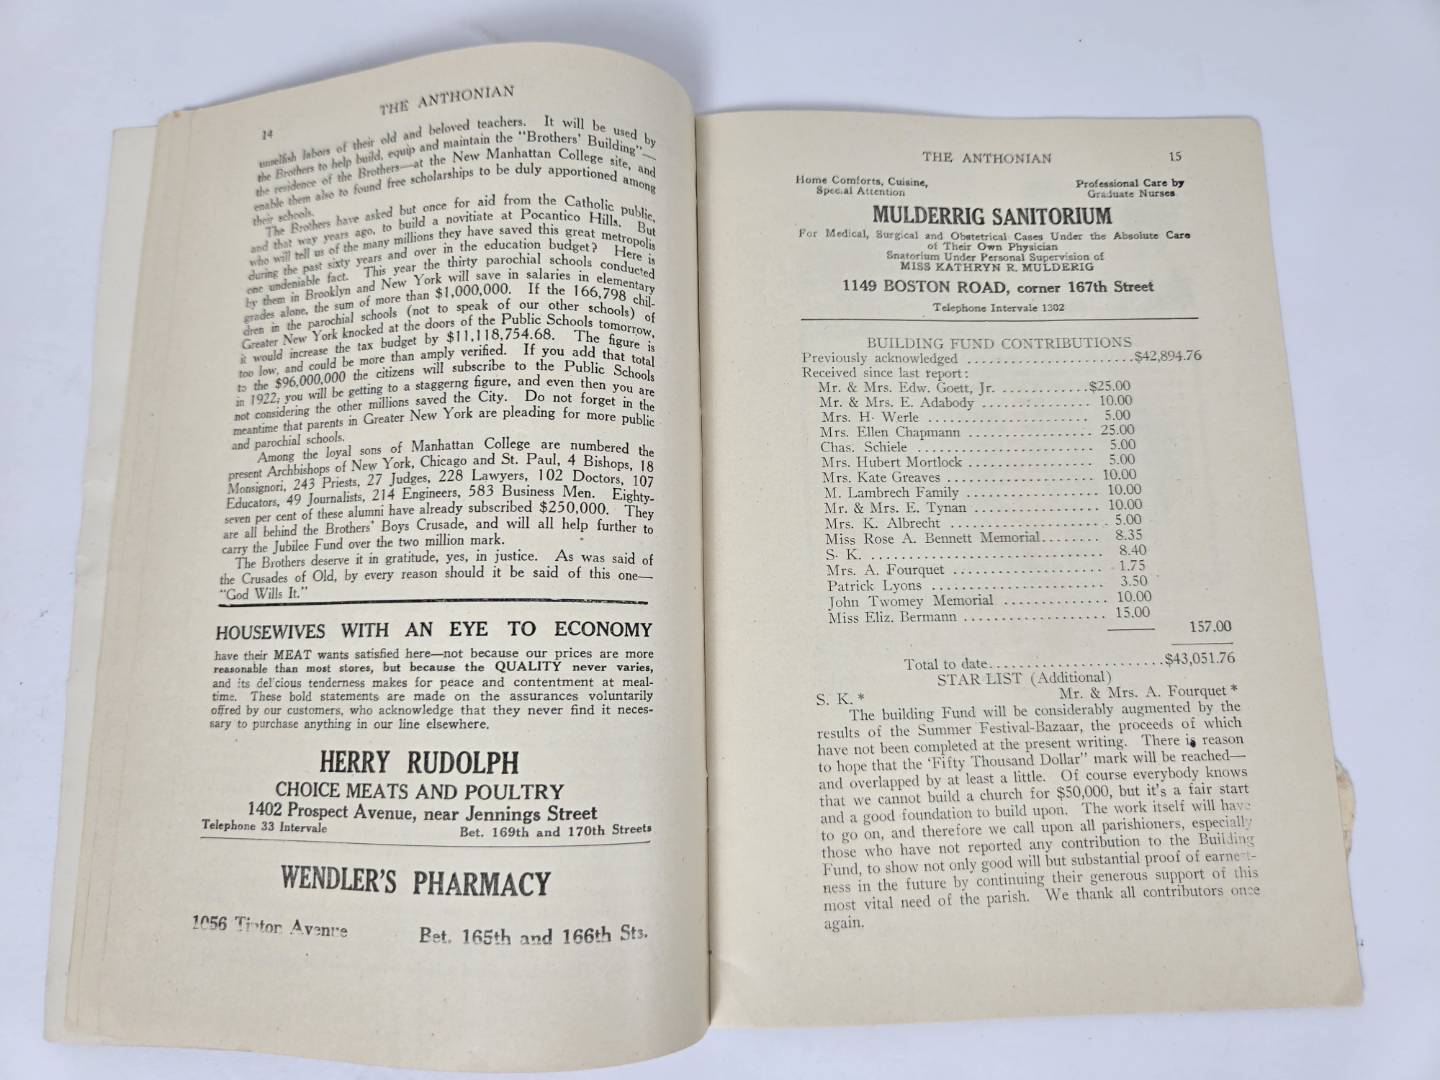 THE ANTHONIAN
14
unselfish labors of their old and beloved teachers. It will be used by
the Brothers to help build, equip and maintain the "Brothers' Building"—
the residence of the Brothers—at the New Manhattan College site, and
enable them also to found free scholarships to be duly apportioned among
their schools.
The Brothers have asked but once for aid from the Catholic public,
and that way years ago, to build a novitiate at Pocantico Hills. But
who will tell us of the many millions they have saved this great metropolis
during the past sixty years and over in the education budget? Here is
one undeniable fact. This year the thirty parochial schools conducted
by them in Brooklyn and New York will save in salaries in elementary
grades alone, the sum of more than $1,000,000. If the 166,798 chil-
dren in the parochial schools (not to speak of our other schools) of
Greater New York knocked at the doors of the Public Schools tomorrow,
it would increase the tax budget by $11,118,754.68. The figure is
too low, and could be more than amply verified. If you add that total
to the $96,000,000 the citizens will subscribe to the Public Schools
in 1922, you will be getting to a staggerng figure, and even then you are
not considering the other millions saved the City. Do not forget in the
meantime that parents in Greater New York are pleading for more public
and parochial schools.
Among the loyal sons of Manhattan College are numbered the
present Archbishops of New York, Chicago and St. Paul, 4 Bishops, 18
Monsignori, 243 Priests, 27 Judges, 228 Lawyers, 102 Doctors, 107
Educators, 49 Journalists, 214 Engineers, 583 Business Men. Eighty-
seven per cent of these alumni have already subscribed $250,000. They
are all behind the Brothers' Boys Crusade, and will all help further to
carry the Jubilee Fund over the two million mark.
The Brothers deserve it in gratitude, yes, in justice. As was said of
the Crusades of Old, by every reason should it be said of this one—
"God Wills It."
HOUSEWIVES WITH AN EYE TO ECONOMY
have their MEAT wants satisfied here—not because our prices are more
reasonable than most stores, but because the QUALITY never varies,
and its delicious tenderness makes for peace and contentment at meal-
time. These bold statements are made on the assurances voluntarily
offred by our customers, who acknowledge that they never find it neces-
sary to purchase anything in our line elsewhere.
HERRY RUDOLPH
CHOICE MEATS AND POULTRY
1402 Prospect Avenue, near Jennings Street
Telephone 33 Intervale Bet. 169th and 170th Streets
WENDLER'S PHARMACY
1056 Tinton Avenue Bet. 165th and 166th Sts.
THE ANTHONIAN 15
Home Comforts, Cuisine, Professional Care by
Special Attention Graduate Nurses
MULDERRIG SANITORIUM
For Medical, Surgical and Obstetrical Cases Under the Absolute Care
of Their Own Physician
Snatorium Under Personal Supervision of
MISS KATHRYN R. MULDERIG
1149 BOSTON ROAD, corner 167th Street
Telephone Intervale 1302
BUILDING FUND CONTRIBUTIONS
Previously acknowledged ........................$42,894.76
Received since last report:
Mr. & Mrs. Edw. Goett, Jr. ............$25.00
Mr. & Mrs. E. Adabody .............. 10.00
Mrs. H. Werle ....................... 5.00
Mrs. Ellen Chapmann ................. 25.00
Chas. Schiele ......................... 5.00
Mrs. Hubert Mortlock ................. 5.00
Mrs. Kate Greaves .................... 10.00
M. Lambrech Family .................. 10.00
Mr. & Mrs. E. Tynan ................. 10.00
Mrs. K. Albrecht ...................... 5.00
Miss Rose A. Bennett Memorial........ 8.35
S. K. ................................ 8.40
Mrs. A. Fourquet ..................... 1.75
Patrick Lyons ........................ 3.50
John Twomey Memorial .............. 10.00
Miss Eliz. Bermann ................... 15.00
157.00
Total to date........................$43,051.76
STAR LIST (Additional)
S. K. * Mr. & Mrs. A. Fourquet *
The building Fund will be considerably augmented by the
results of the Summer Festival-Bazaar, the proceeds of which
have not been completed at the present writing. There is reason
to hope that the 'Fifty Thousand Dollar" mark will be reached—
and overlapped by at least a little. Of course everybody knows
that we cannot build a church for $50,000, but it's a fair start
and a good foundation to build upon. The work itself will have
to go on, and therefore we call upon all parishioners, especially
those who have not reported any contribution to the Building
Fund, to show not only good will but substantial proof of earnest-
ness in the future by continuing their generous support of this
most vital need of the parish. We thank all contributors once
again.